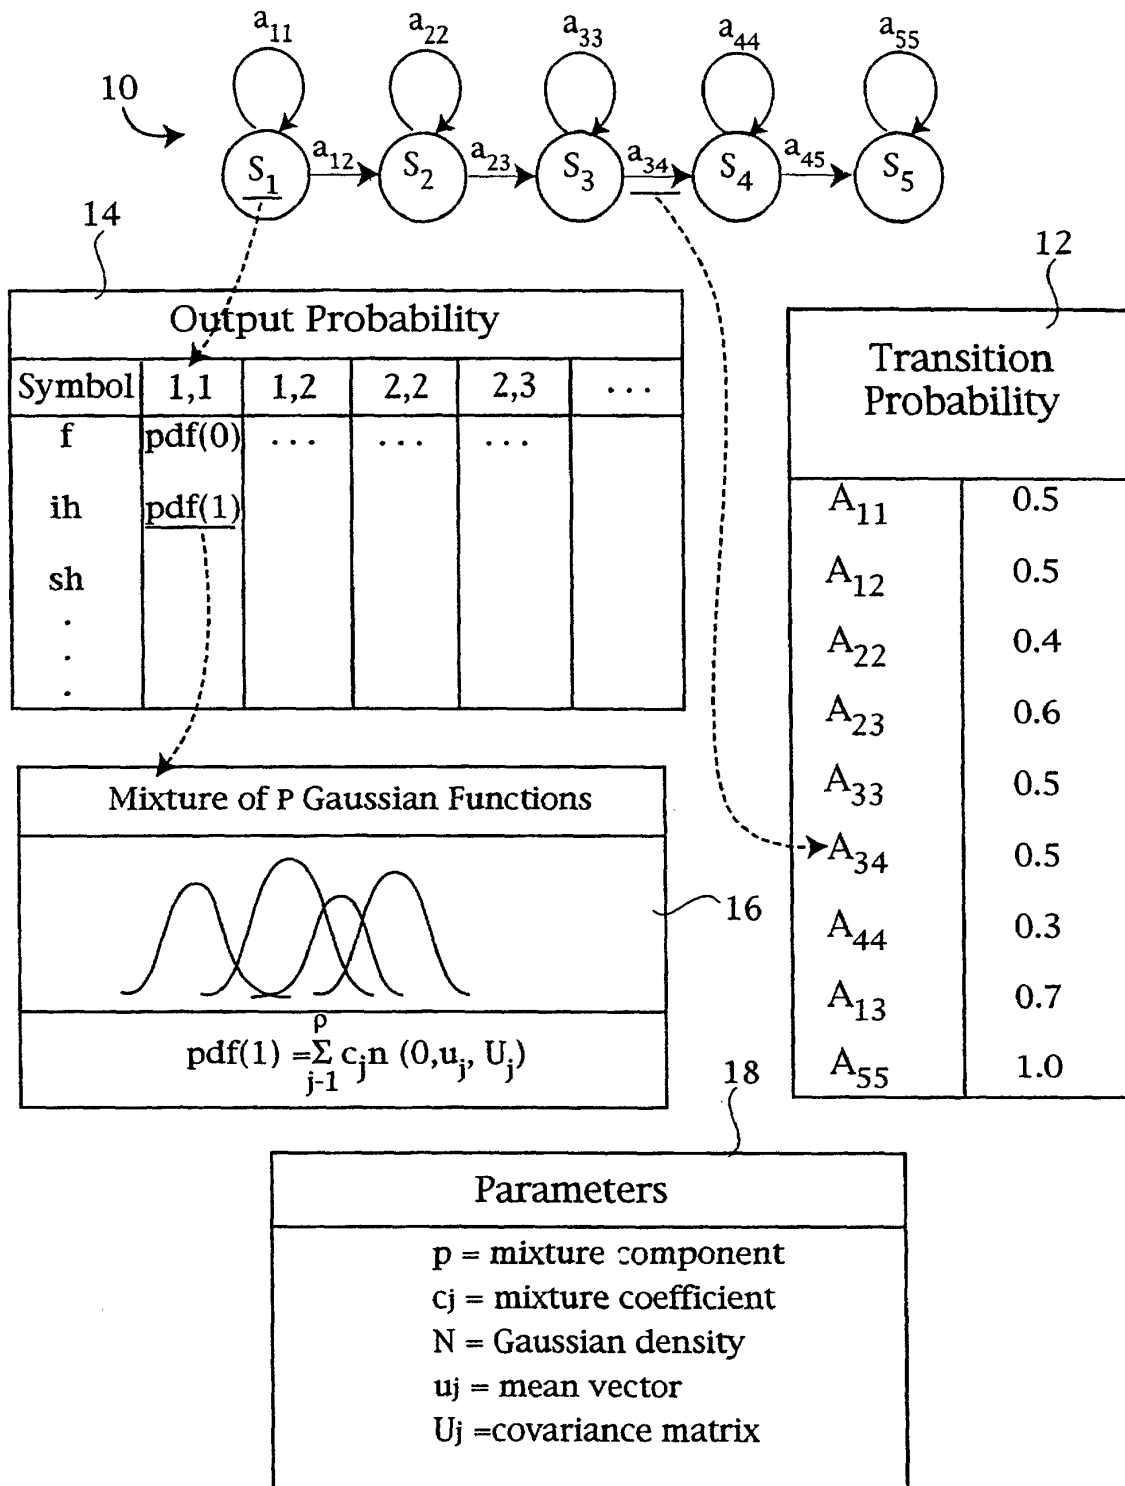 a11 a22 a33 a44 a55
10
S1 a12 S2 a23 S3 a34 S4 a45 S5
14
Output Probability
Symbol 1,1 1,2 2,2 2,3 ...
f pdf(0) ... ... ...
ih pdf(1)
sh
.
.
.
12
Transition
Probability
A11 0.5
A12 0.5
A22 0.4
A23 0.6
A33 0.5
A34 0.5
A44 0.3
A13 0.7
A55 1.0
Mixture of P Gaussian Functions
16
ρ
pdf(1) =Σ cjn (0,uj, Uj)
j-1
18
Parameters
p = mixture component
cj = mixture coefficient
N = Gaussian density
uj = mean vector
Uj =covariance matrix